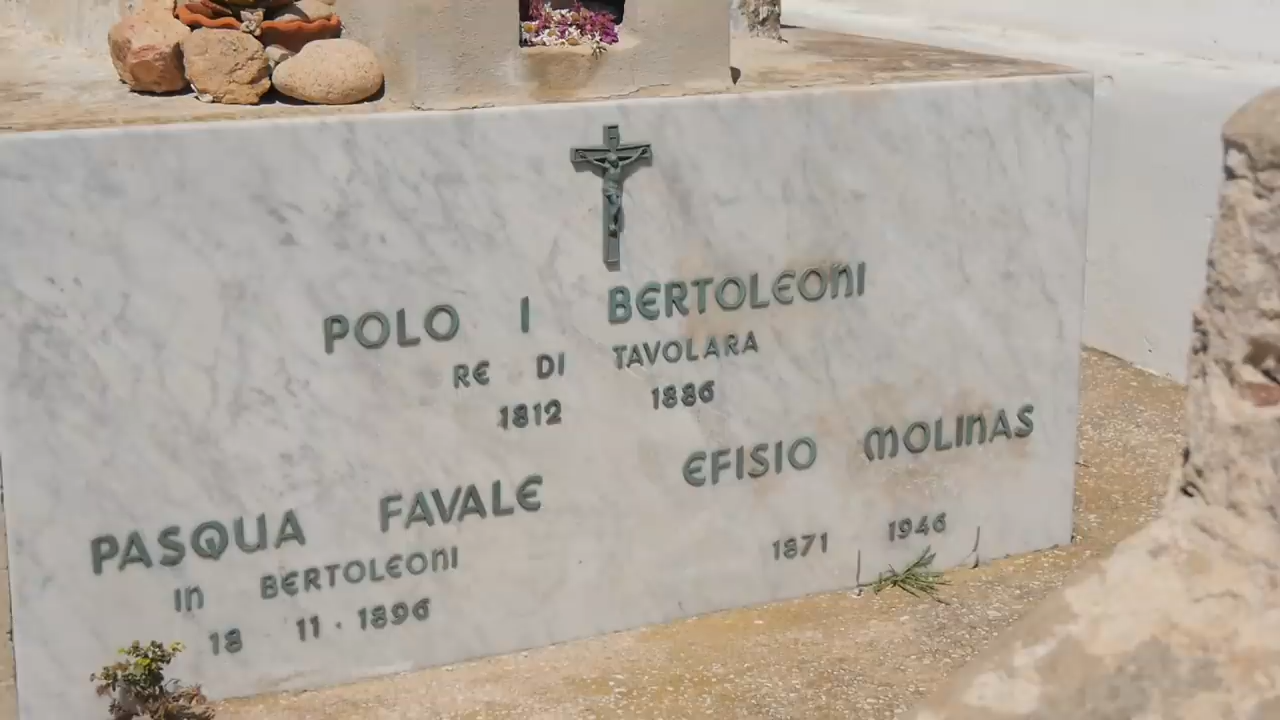 POLO I BERTOLEONI
RE DI TAVOLARA
1812 1886
PASQUA FAVALE
IN BERTOLEONI
18 11 · 1896
EFISIO MOLINAS
1871 1946